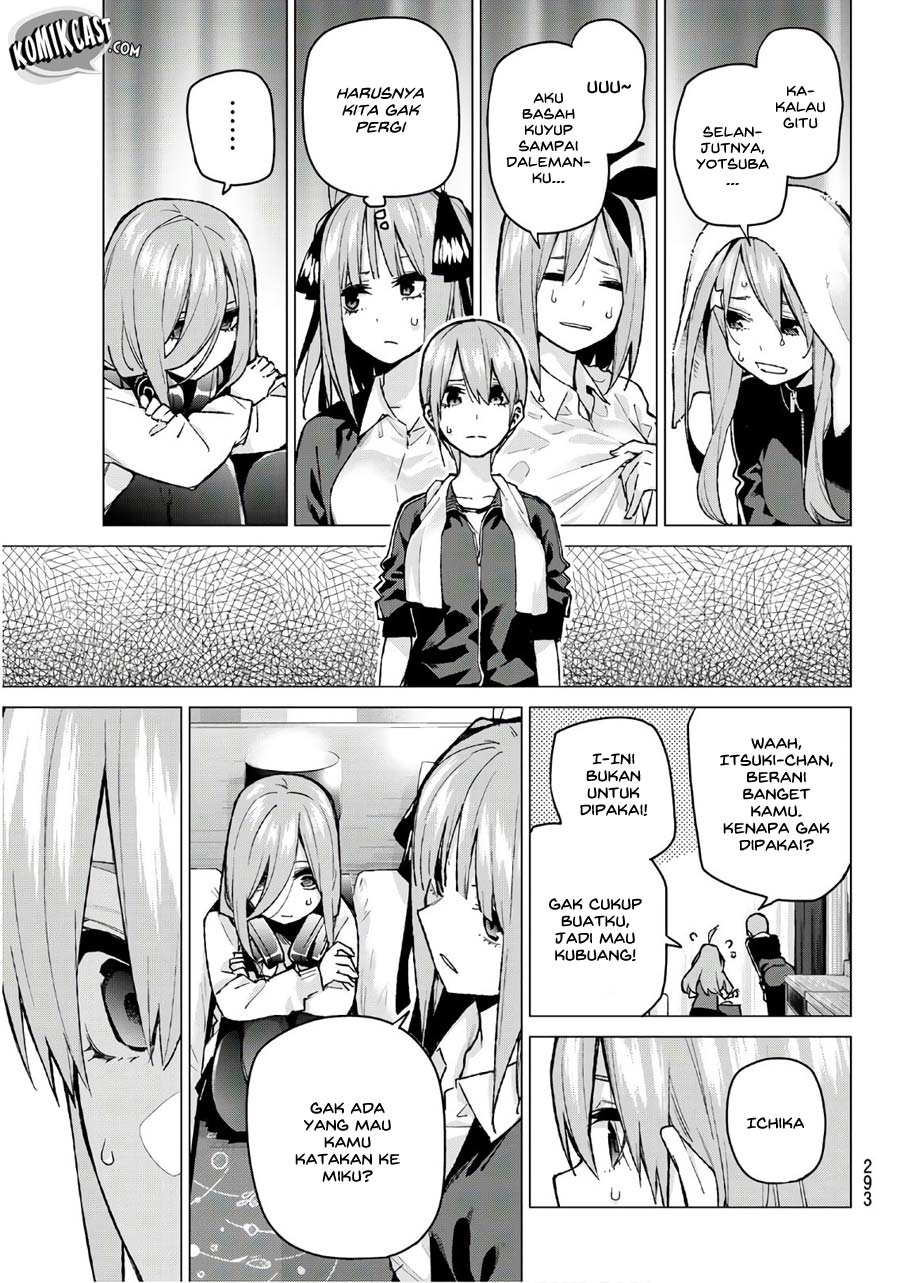 KOMIKCAST.COM
KA-
KALAU
GITU
SELAN-
JUTNYA,
YOTSUBA
...
UUU~
AKU
BASAH
KUYUP
SAMPAI
DALEMAN-
KU...
HARUSNYA
KITA GAK
PERGI
......
WAAH,
ITSUKI-CHAN,
BERANI
BANGET
KAMU.
KENAPA GAK
DIPAKAI?
I-INI
BUKAN
UNTUK
DIPAKAI!
GAK CUKUP
BUATKU,
JADI MAU
KUBUANG!
ICHIKA
GAK ADA
YANG MAU
KAMU
KATAKAN KE
MIKU?
293